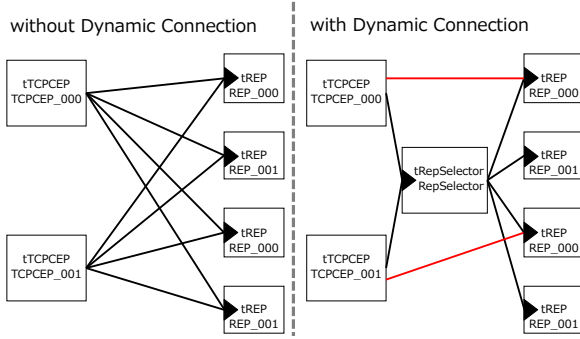 without Dynamic Connection
tTCPCEP
TCPCEP_000
tTCPCEP
TCPCEP_001
tREP
REP_000
tREP
REP_001
tREP
REP_000
tREP
REP_001
with Dynamic Connection
tTCPCEP
TCPCEP_000
tTCPCEP
TCPCEP_001
tRepSelector
RepSelector
tREP
REP_000
tREP
REP_001
tREP
REP_000
tREP
REP_001